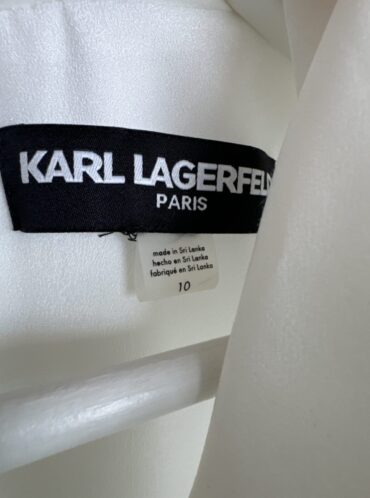 KARL LAGERFELD
PARIS
made in Sri Lanka
hecho en Sri Lanka
fabriqué en Sri Lanka
10